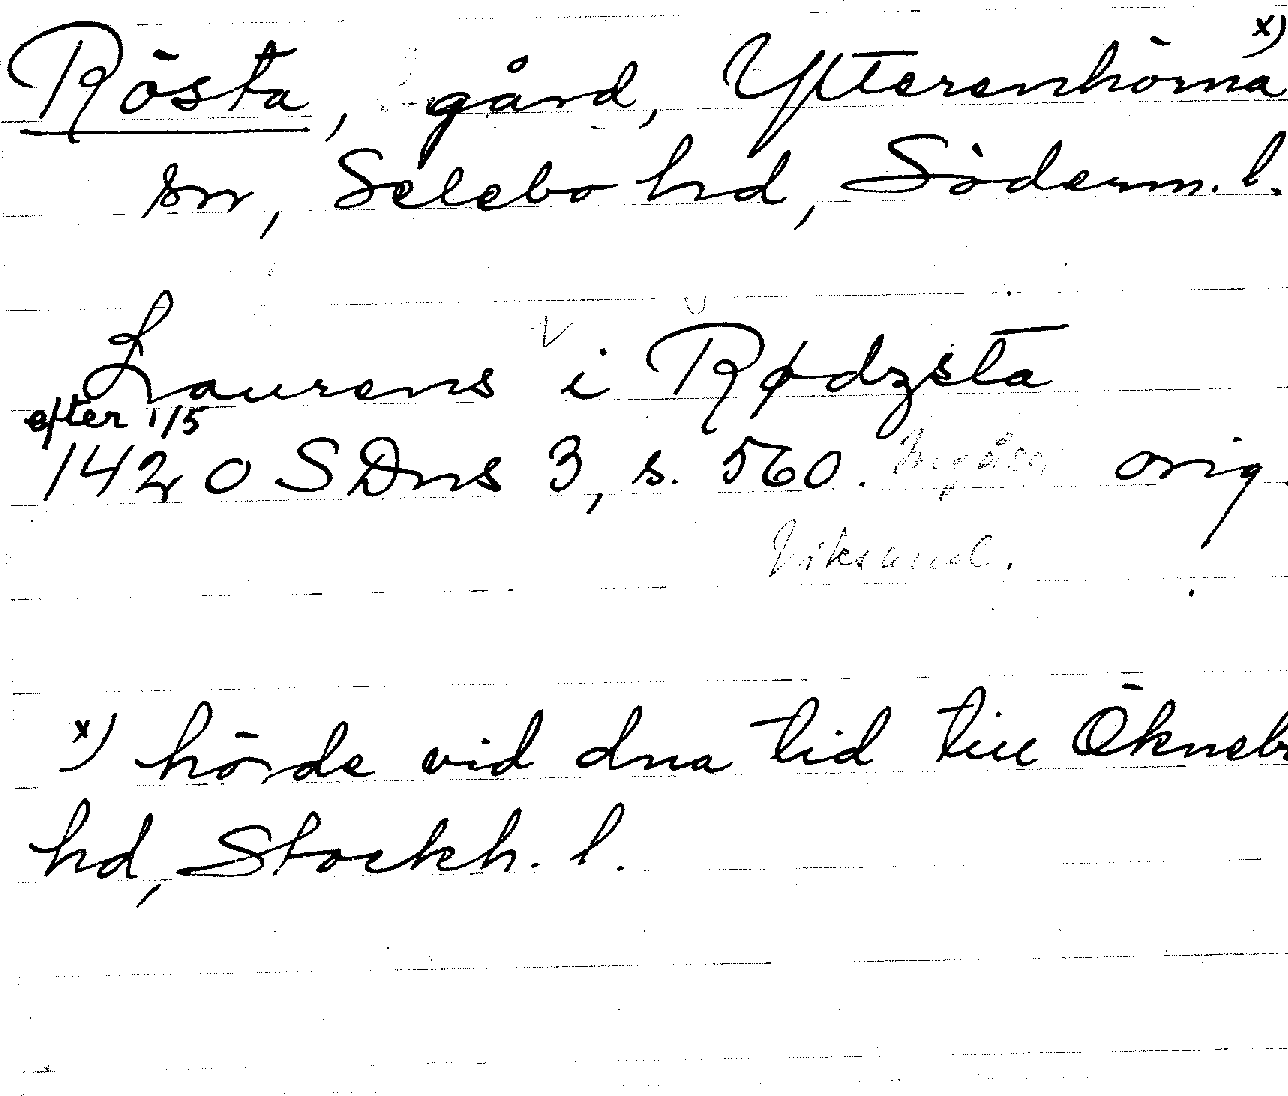 Rösta, gård, Ytterenhörna x)
sn, Selebo hd, Söderm. l.
Laurens i Rødzsta
efter 1/5
1420 SDns 3, s. 560. orig.
x) hörde vid dna tid till Öknebo
hd, Stockh. l.